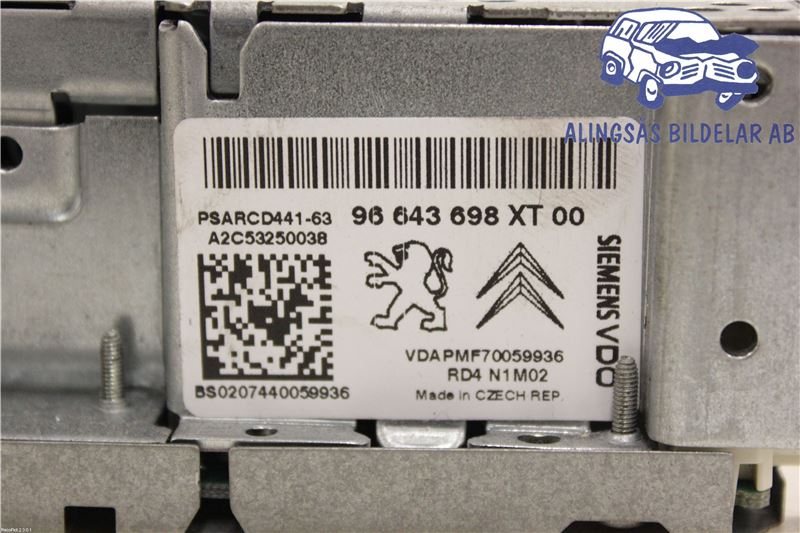 ALINGSÅS BILDELAR AB
PSARCD441-63 96 643 698 XT 00
A2C53250038
SIEMENS VDO
VDAPMF70059936
RD4 N1M02
BS0207440059936
Made in CZECH REP.